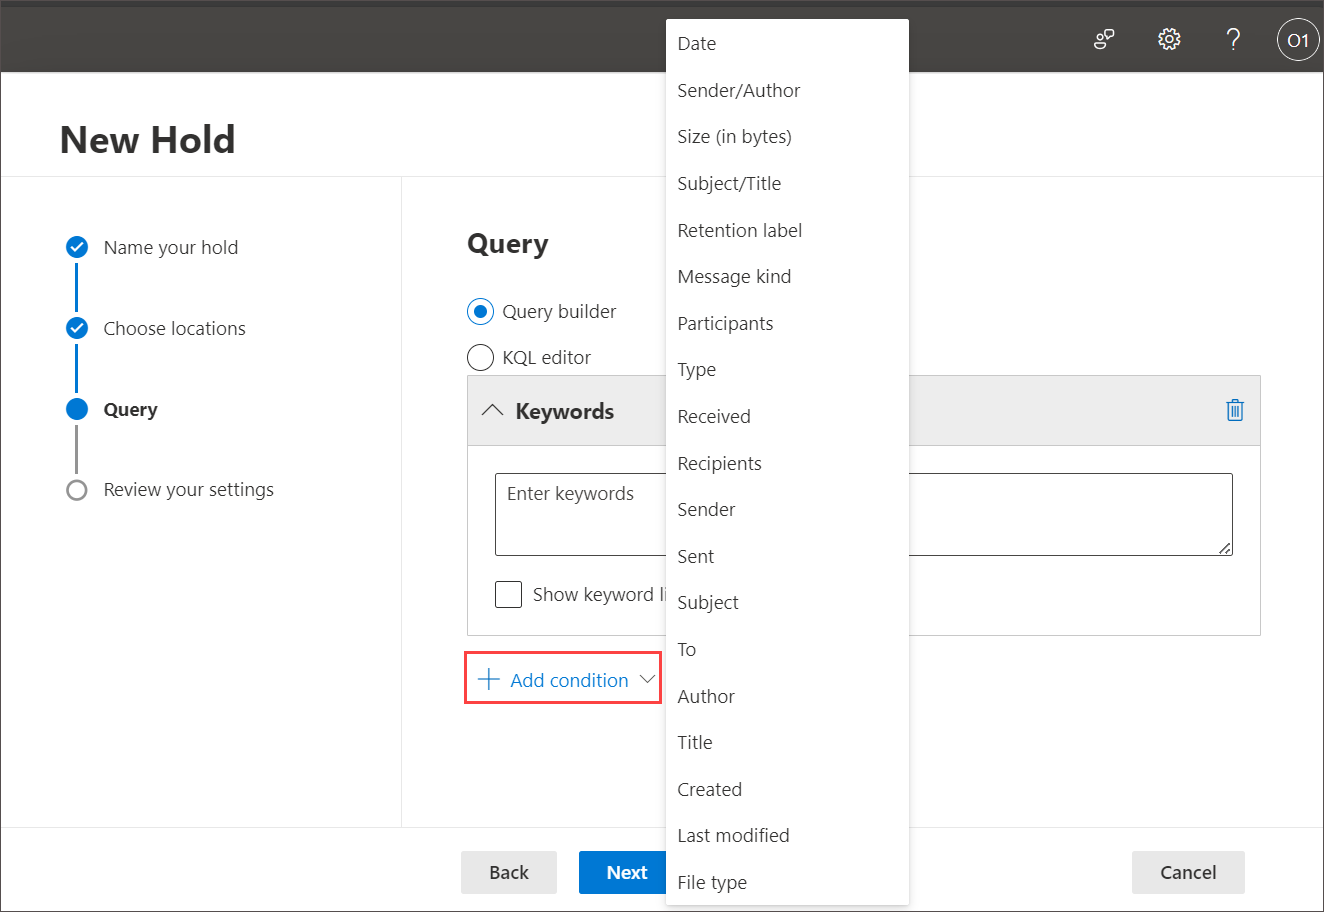 O1
New Hold
Name your hold
Choose locations
Query
Review your settings
Query
Query builder
KQL editor
Keywords
Enter keywords
Show keyword li
Add condition
Date
Sender/Author
Size (in bytes)
Subject/Title
Retention label
Message kind
Participants
Type
Received
Recipients
Sender
Sent
Subject
To
Author
Title
Created
Last modified
File type
Back
Next
Cancel